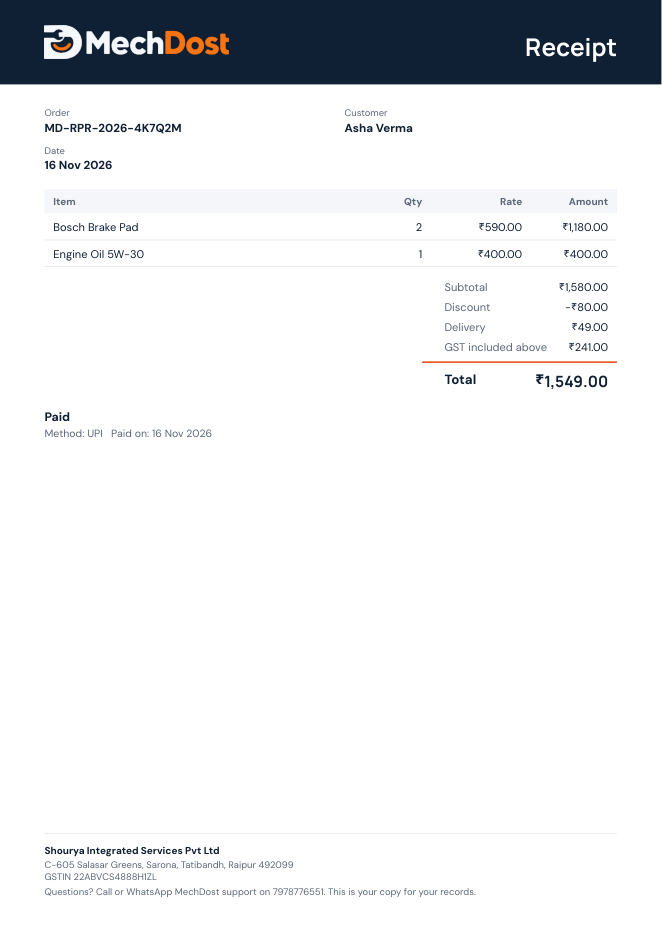 MechDost
Receipt
Order
MD-RPR-2026-4K7Q2M
Customer
Asha Verma
Date
16 Nov 2026
Item Qty Rate Amount
Bosch Brake Pad 2 ₹590.00 ₹1,180.00
Engine Oil 5W-30 1 ₹400.00 ₹400.00
Subtotal ₹1,580.00
Discount -₹80.00
Delivery ₹49.00
GST included above ₹241.00
Total ₹1,549.00
Paid
Method: UPI Paid on: 16 Nov 2026
Shourya Integrated Services Pvt Ltd
C-605 Salasar Greens, Sarona, Tatibandh, Raipur 492099
GSTIN 22ABVCS4888H1ZL
Questions? Call or WhatsApp MechDost support on 7978776551. This is your copy for your records.